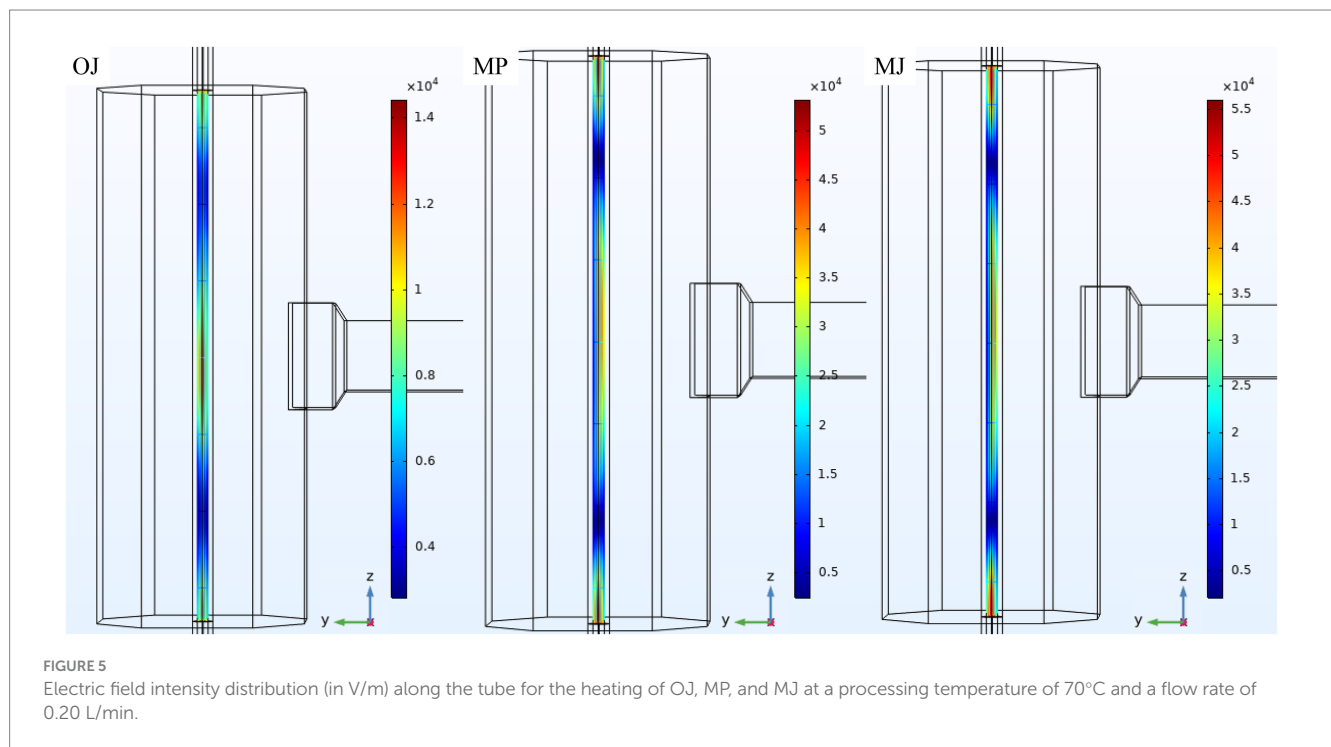 OJ
×10⁴
1.4
1.2
1
0.8
0.6
0.4
z
y
MP
×10⁴
5
4.5
4
3.5
3
2.5
2
1.5
1
0.5
z
y
MJ
×10⁴
5.5
5
4.5
4
3.5
3
2.5
2
1.5
1
0.5
z
y
FIGURE 5
Electric field intensity distribution (in V/m) along the tube for the heating of OJ, MP, and MJ at a processing temperature of 70°C and a flow rate of
0.20 L/min.